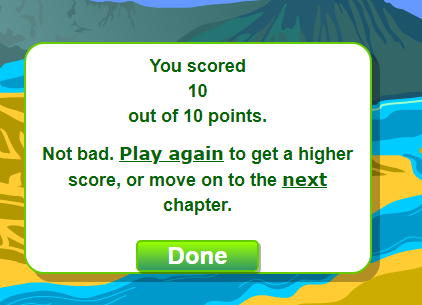 You scored
10
out of 10 points.
Not bad. Play again to get a higher
score, or move on to the next
chapter.
Done